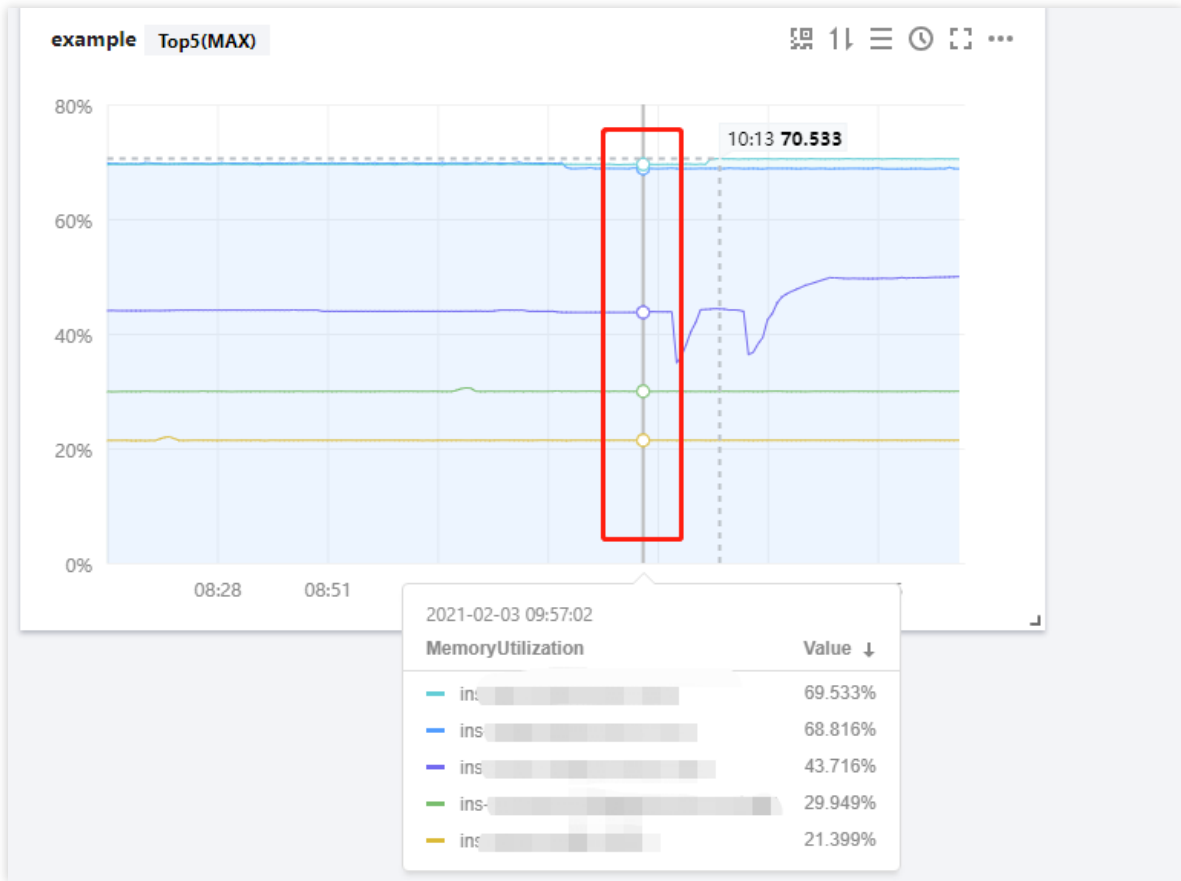 example Top5(MAX)
80%
10:13 70.533
60%
40%
20%
0%
08:28 08:51
2021-02-03 09:57:02
MemoryUtilization Value ↓
ins 69.533%
ins- 68.816%
ins 43.716%
ins- 29.949%
ins 21.399%